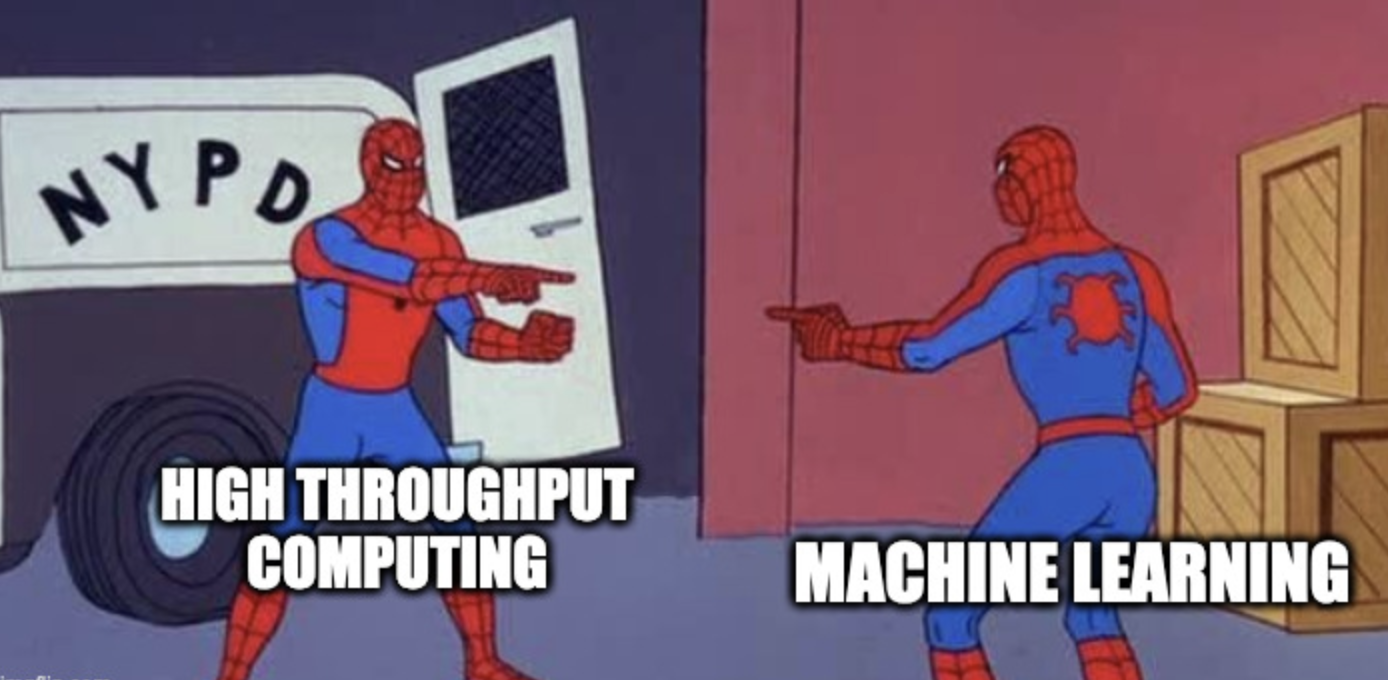 NYPD
HIGH THROUGHPUT
COMPUTING
MACHINE LEARNING